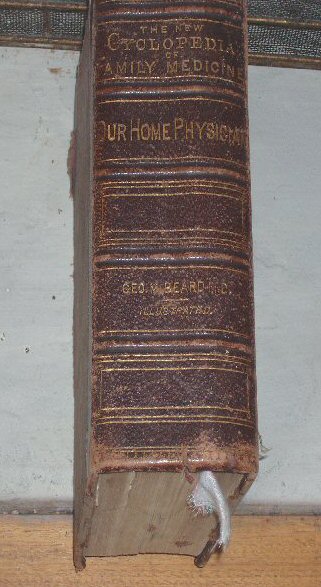 THE NEW
CYCLOPEDIA
OF
FAMILY MEDICINE
OUR HOME PHYSICIAN
GEO. M. BEARD M.D.
ILLUSTRATED